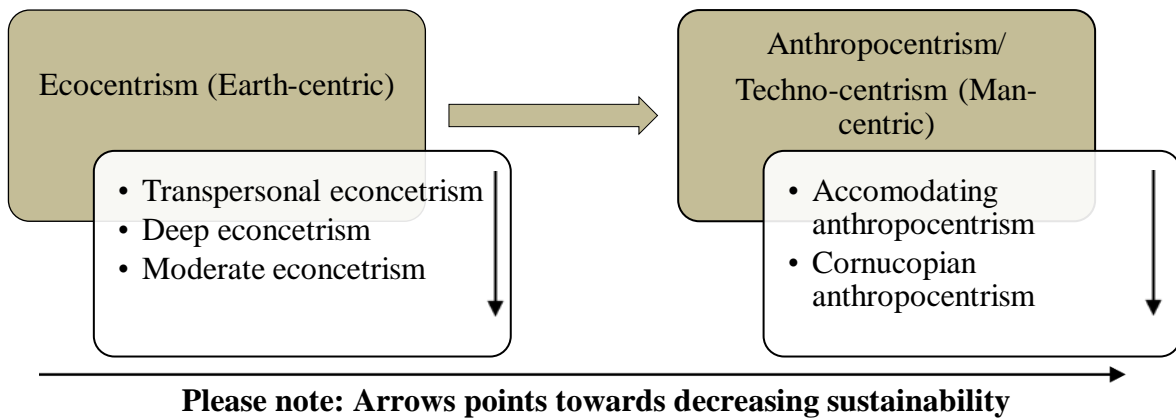 Ecocentrism (Earth-centric)
• Transpersonal econcetrism
• Deep econcetrism
• Moderate econcetrism
Anthropocentrism/
Techno-centrism (Man-
centric)
• Accomodating
anthropocentrism
• Cornucopian
anthropocentrism
Please note: Arrows points towards decreasing sustainability